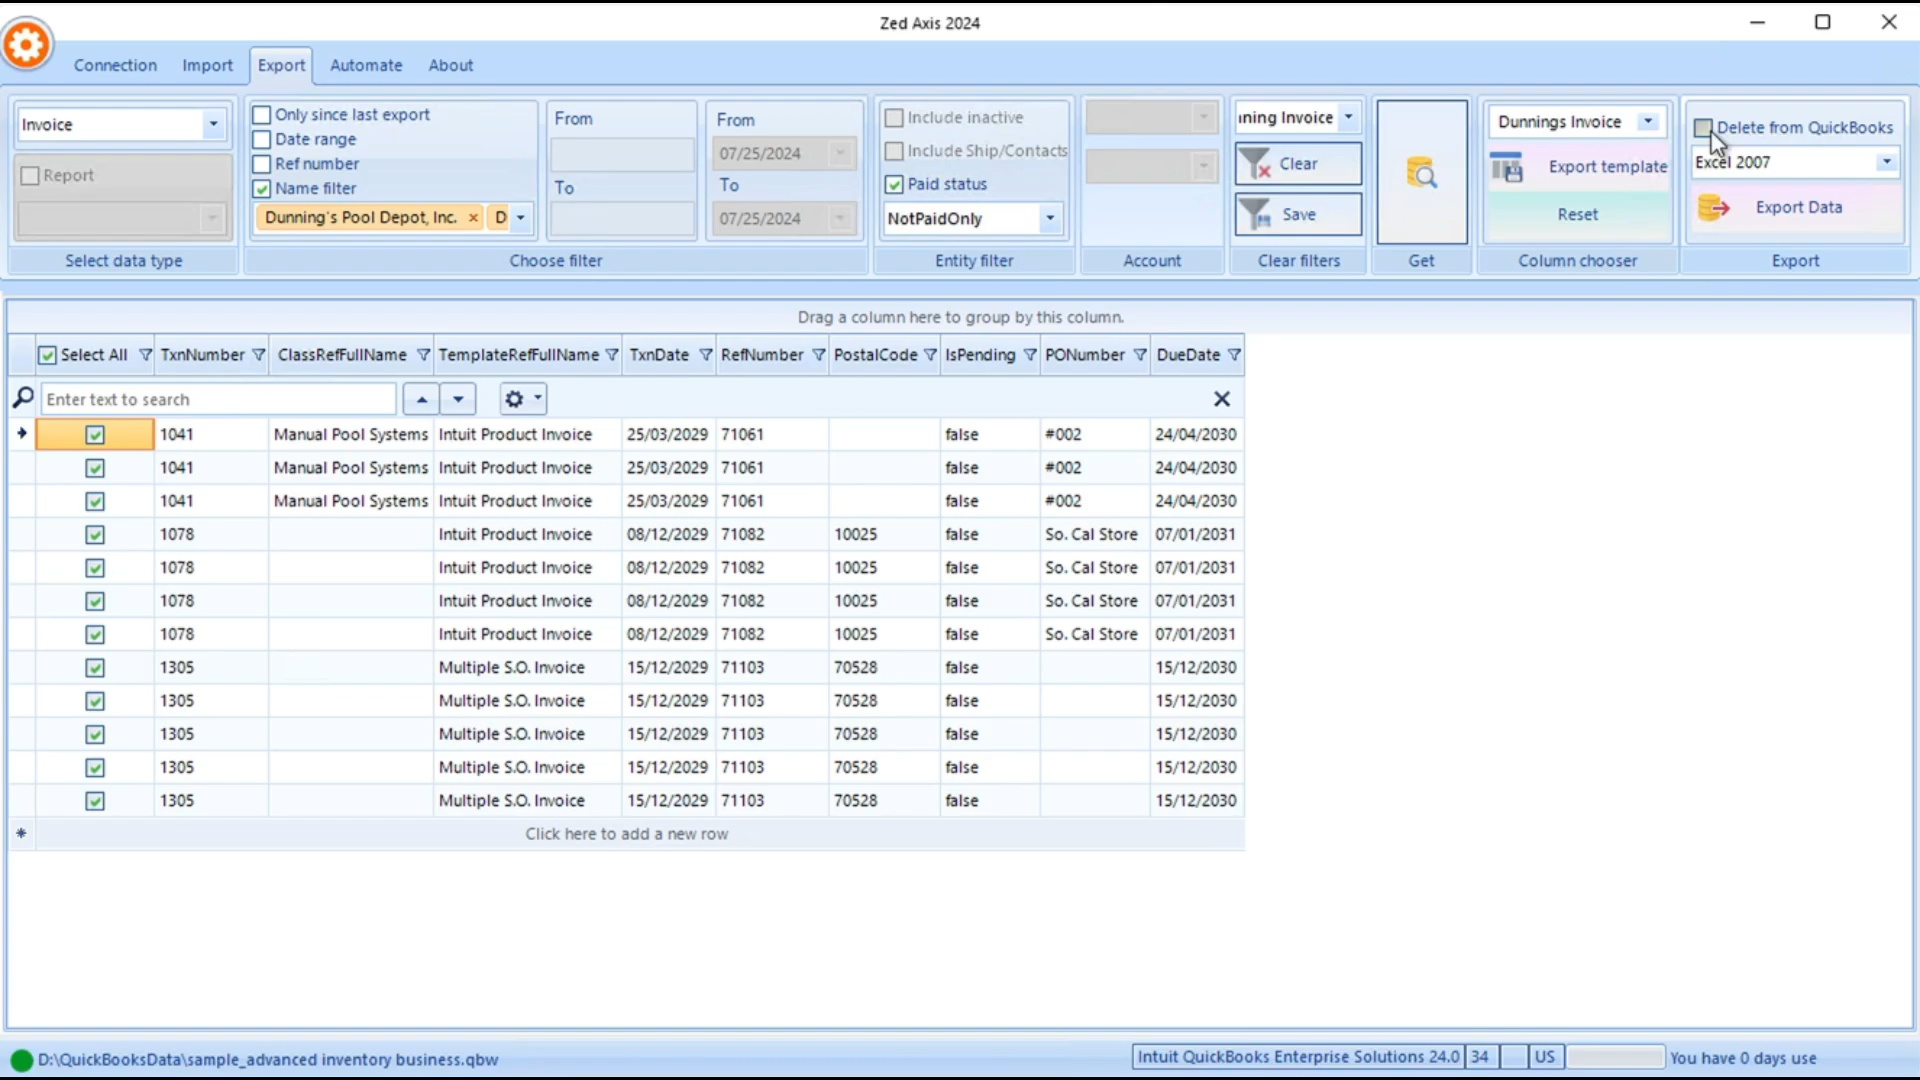 Zed Axis 2024
Connection Import Export Automate About
Invoice
Report
Select data type
Only since last export
Date range
Ref number
Name filter
Dunning's Pool Depot, Inc. × D
From
To
From
07/25/2024
To
07/25/2024
Choose filter
Include inactive
Include Ship/Contacts
Paid status
NotPaidOnly
Entity filter
Account
ning Invoice
Clear
Save
Clear filters
Get
Dunnings Invoice
Export template
Reset
Column chooser
Delete from QuickBooks
Excel 2007
Export Data
Export
Drag a column here to group by this column.
Select All TxnNumber ClassRefFullName TemplateRefFullName TxnDate RefNumber PostalCode IsPending PONumber DueDate
Enter text to search
1041 Manual Pool Systems Intuit Product Invoice 25/03/2029 71061 false #002 24/04/2030
1041 Manual Pool Systems Intuit Product Invoice 25/03/2029 71061 false #002 24/04/2030
1041 Manual Pool Systems Intuit Product Invoice 25/03/2029 71061 false #002 24/04/2030
1078 Intuit Product Invoice 08/12/2029 71082 10025 false So. Cal Store 07/01/2031
1078 Intuit Product Invoice 08/12/2029 71082 10025 false So. Cal Store 07/01/2031
1078 Intuit Product Invoice 08/12/2029 71082 10025 false So. Cal Store 07/01/2031
1078 Intuit Product Invoice 08/12/2029 71082 10025 false So. Cal Store 07/01/2031
1305 Multiple S.O. Invoice 15/12/2029 71103 70528 false 15/12/2030
1305 Multiple S.O. Invoice 15/12/2029 71103 70528 false 15/12/2030
1305 Multiple S.O. Invoice 15/12/2029 71103 70528 false 15/12/2030
1305 Multiple S.O. Invoice 15/12/2029 71103 70528 false 15/12/2030
1305 Multiple S.O. Invoice 15/12/2029 71103 70528 false 15/12/2030
Click here to add a new row
D:\QuickBooksData\sample_advanced inventory business.qbw
Intuit QuickBooks Enterprise Solutions 24.0 34 US You have 0 days use